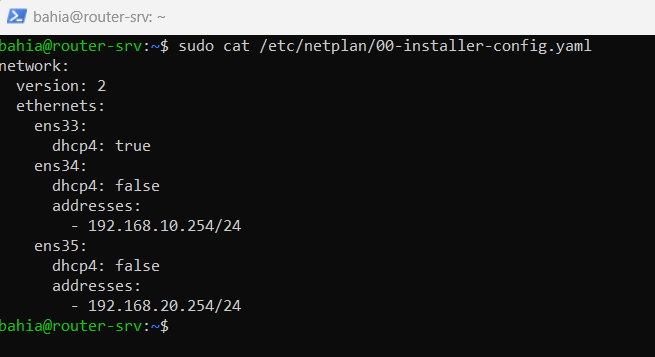 bahia@router-srv: ~
bahia@router-srv:~$ sudo cat /etc/netplan/00-installer-config.yaml
network:
  version: 2
  ethernets:
    ens33:
      dhcp4: true
    ens34:
      dhcp4: false
      addresses:
        - 192.168.10.254/24
    ens35:
      dhcp4: false
      addresses:
        - 192.168.20.254/24
bahia@router-srv:~$